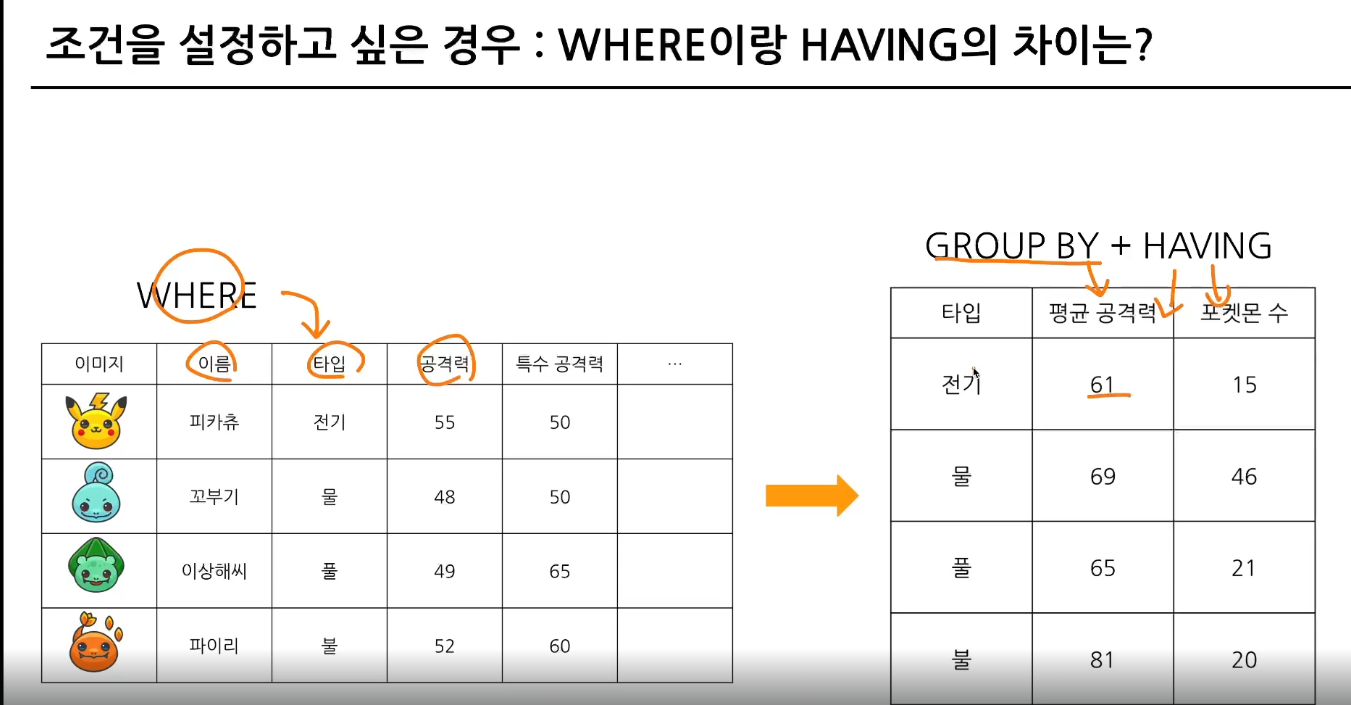 조건을 설정하고 싶은 경우 : WHERE이랑 HAVING의 차이는?
WHERE
이미지 이름 타입 공격력 특수 공격력 ...
피카츄 전기 55 50
꼬부기 물 48 50
이상해씨 풀 49 65
파이리 불 52 60
GROUP BY + HAVING
타입 평균 공격력 포켓몬 수
전기 61 15
물 69 46
풀 65 21
불 81 20